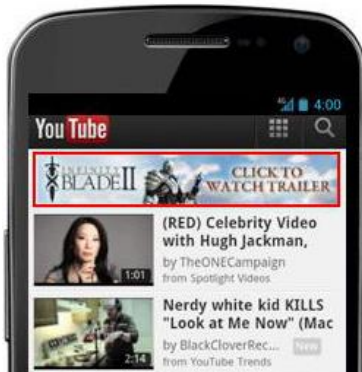 4G 4:00
You Tube
INFINITY
BLADE II
CLICK TO
WATCH TRAILER
(RED) Celebrity Video
with Hugh Jackman,
by TheONECampaign
from Spotlight Videos
1:01
Nerdy white kid KILLS
"Look at Me Now" (Mac
by BlackCloverRec... New
from YouTube Trends
2:14